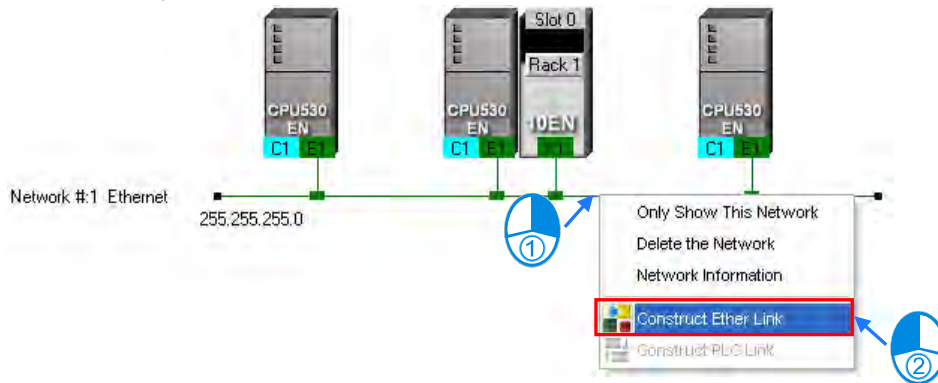 Slot 0
Rack 1
CPU530
EN
C1 E1
CPU530
EN
C1 E1
10EN
CPU530
EN
C1 E1
Network #:1 Ethernet
255.255.255.0
①
Only Show This Network
Delete the Network
Network Information
Construct Ether Link
Construct PLC Link
②